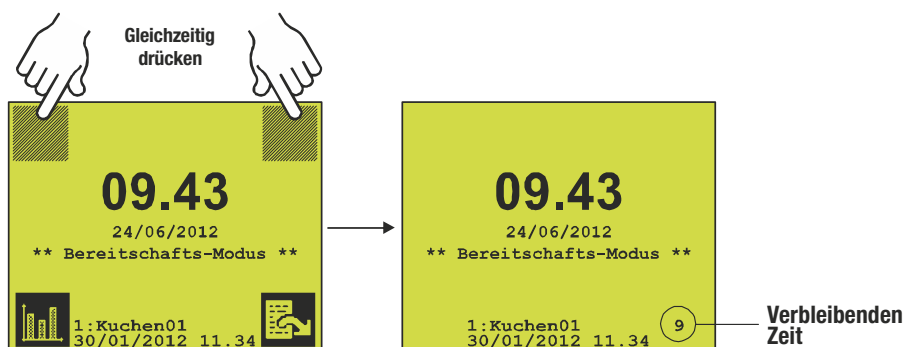 Gleichzeitig
drücken
09.43
24/06/2012
** Bereitschafts-Modus **
1:Kuchen01
30/01/2012 11.34
09.43
24/06/2012
** Bereitschafts-Modus **
1:Kuchen01
30/01/2012 11.34
9
Verbleibenden
Zeit